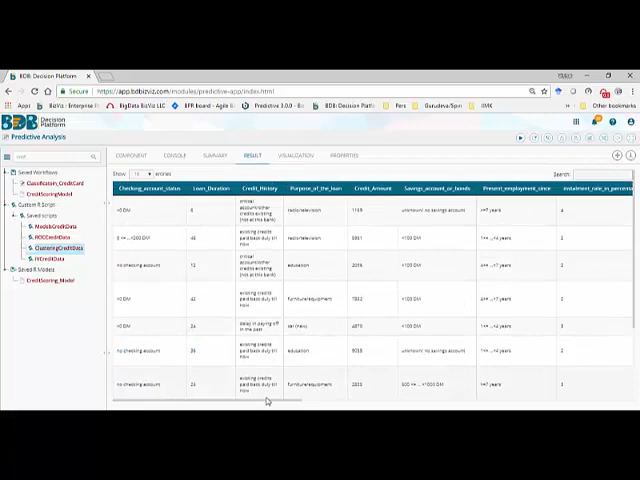 BDB: Decision Platform
Secure https://app.bdbizviz.com/modules/predictive-app/index.html
Apps BizViz : Enterprise BigData BizViz LLC BPR board - Agile B Predictive 3.0.0 - Bi BDB: Decision Platf Pers Gurudeva/Spiri IIMK Other bookmarks
BDB Decision Platform
Predictive Analysis
cred
COMPONENT CONSOLE SUMMARY RESULT VISUALIZATION PROPERTIES
Saved Workflows
Classification_CreditCard
CreditScoringModel
Custom R Script
Saved scripts
ModelsCreditData
ClusteringCreditData
Saved R Models
CreditScoring_Model
Show 10 entries Search:
Checking_account_status Loan_Duration Credit_History Purpose_of_the_loan Credit_Amount Savings_account_or_bonds Present_employment_since
<0 DM 6 critical account/other credits existing (not at this bank) radio/television 1169 unknown/ no savings account >=7 years 4
existing credits paid back duly till now radio/television 5951 <100 DM 1<= ...<4 years 2
no checking account 12 critical account/other credits existing (not at this bank) education 2096 <100 DM 4<= ...<7 years 2
<0 DM 42 existing credits paid back duly till now furniture/equipment 7882 <100 DM 4<= ...<7 years 2
<0 DM 24 delay in paying off in the past car (new) 4870 <100 DM 1<= ...<4 years 3
no checking account 36 existing credits paid back duly till now education 9055 unknown/ no savings account 1<= ...<4 years 2
no checking account 24 existing credits paid back duly till now furniture/equipment 2835 500 <= ... <1000 DM >=7 years 3